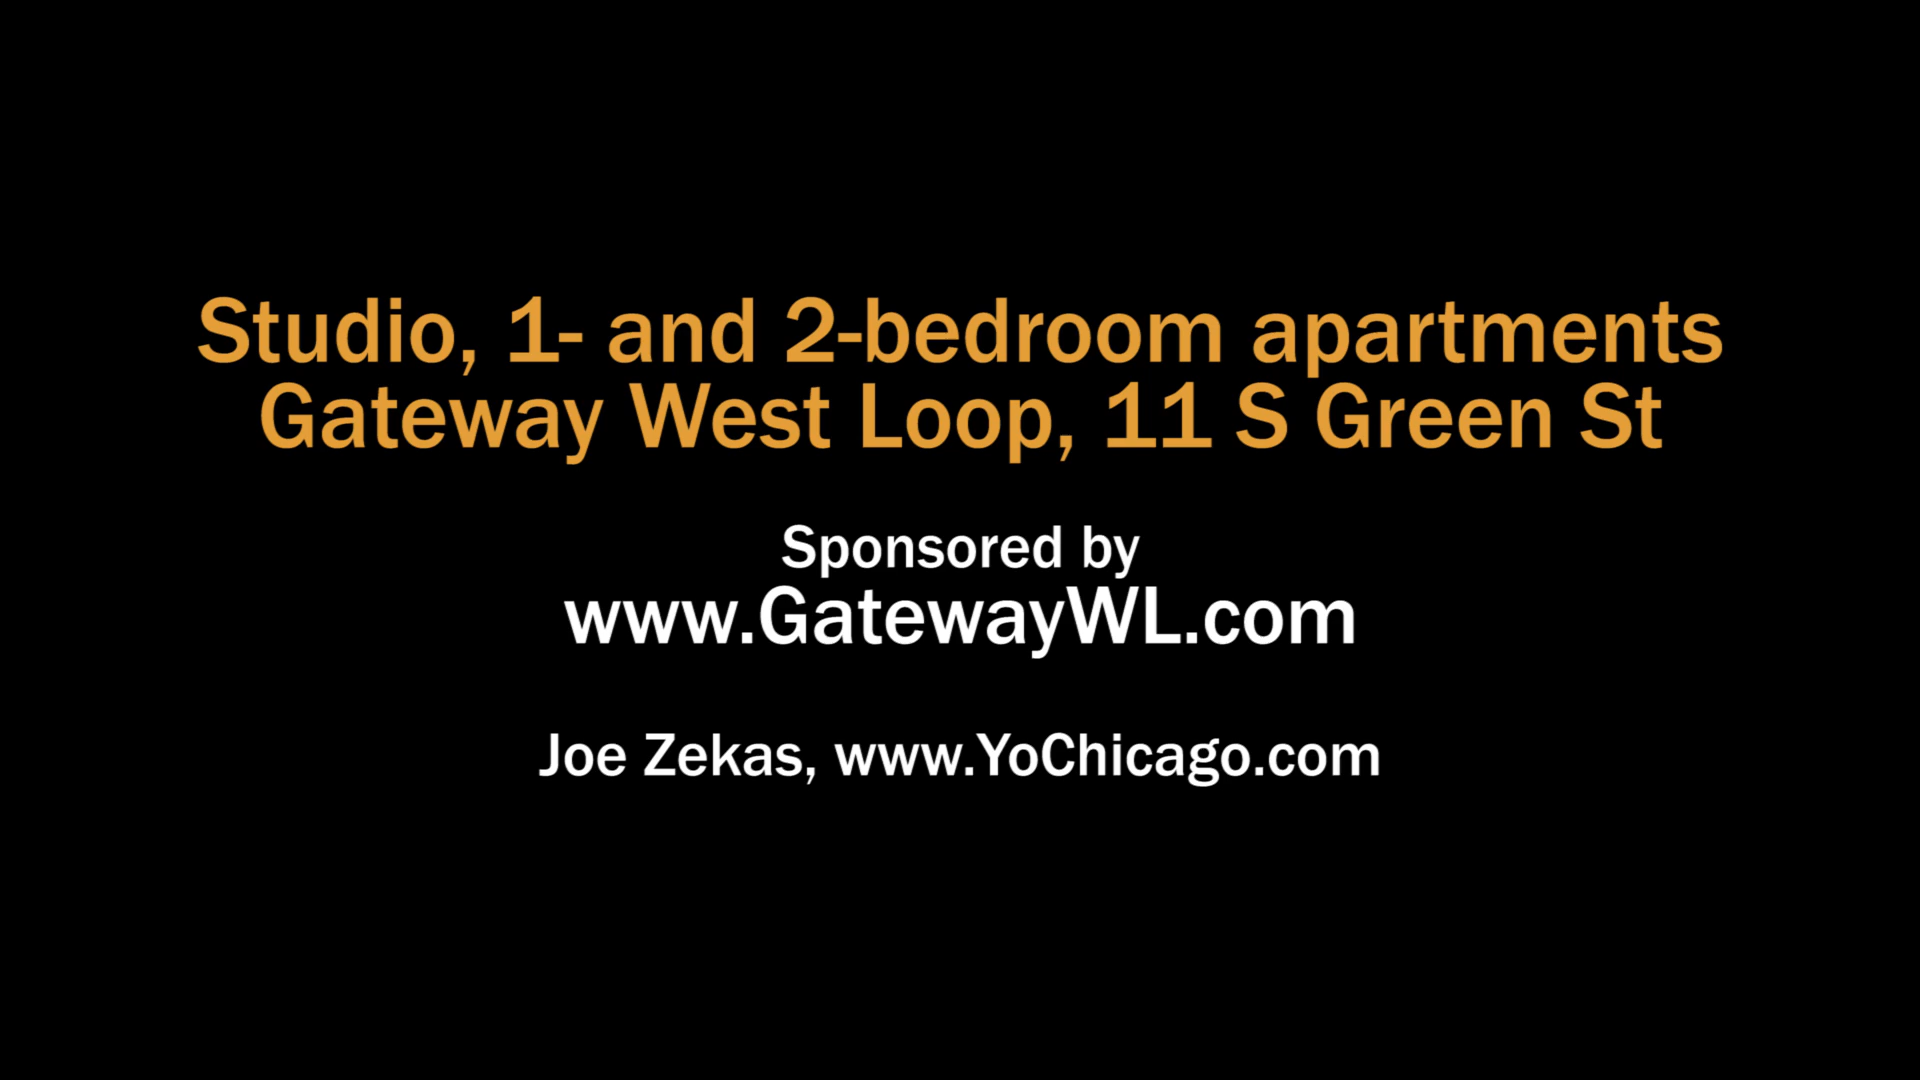 Studio, 1- and 2-bedroom apartments
Gateway West Loop, 11 S Green St
Sponsored by
www.GatewayWL.com
Joe Zekas, www.YoChicago.com